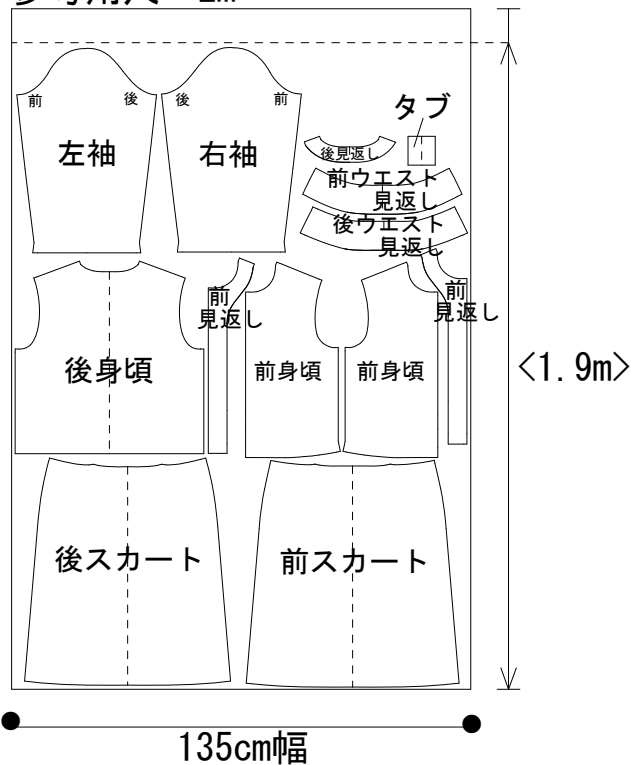 前
後
後
前
左袖
右袖
タブ
後見返し
前ウエスト
見返し
後ウエスト
見返し
前
見返し
前
見返し
後身頃
前身頃
前身頃
<1.9m>
後スカート
前スカート
135cm幅